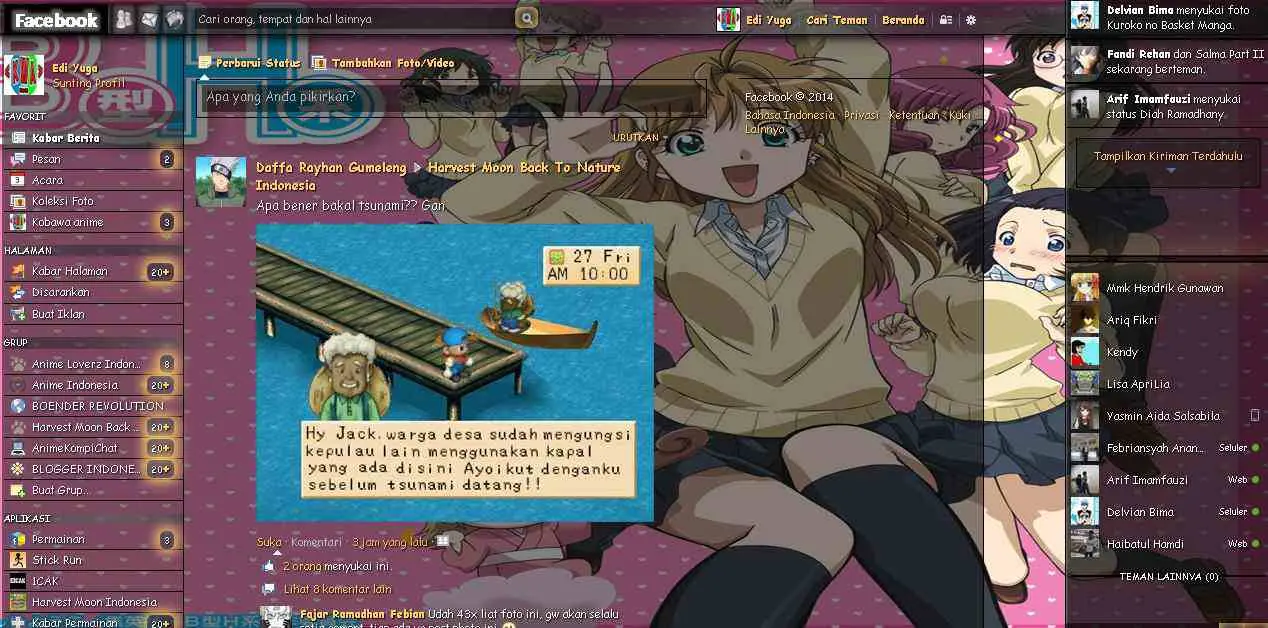 Facebook
Cari orang, tempat dan hal lainnya
Edi Yuga
Cari Teman
Beranda
Edi Yuga
Sunting Profil
FAVORIT
Kabar Berita
Pesan 2
Acara
Koleksi Foto
Kabawa anime 3
HALAMAN
Kabar Halaman 20+
Disarankan
Buat Iklan
GRUP
Anime Loverz Indon... 8
Anime Indonesia 20+
BOENDER REVOLUTION
Harvest Moon Back ... 20+
AnimeKompiChat 20+
BLOGGER INDONE... 20+
Buat Grup...
APLIKASI
Permainan 3
Stick Run
1CAK
Harvest Moon Indonesia
Kabar Permainan 20+
Perbarui Status
Tambahkan Foto/Video
Apa yang Anda pikirkan?
URUTKAN
Daffa Rayhan Gumeleng
Harvest Moon Back To Nature
Indonesia
Apa bener bakal tsunami?? Gan
27 Fri
AM 10:00
Hy Jack.warga desa sudah mengungsi
kepulau lain menggunakan kapal
yang ada disini Ayoikut denganku
sebelum tsunami datang!!
Suka · Komentari · 3 jam yang lalu ·
2 orang menyukai ini.
Lihat 8 komentar lain
Fajar Ramadhan Febian Udah 43x liat foto ini, gw akan selalu
Facebook © 2014
Bahasa Indonesia · Privasi · Ketentuan · Kuki ·
Lainnya
B型H系
Delvian Bima menyukai foto
Kuroko no Basket Manga.
Fandi Rehan dan Salma Part II
sekarang berteman.
Arif Imamfauzi menyukai
status Diah Ramadhany.
Tampilkan Kiriman Terdahulu
Mmk Hendrik Gunawan
Ariq Fikri
Kendy
Lisa ApriLia
Yasmin Aida Salsabila
Febriansyah Anan... Seluler
Arif Imamfauzi Web
Delvian Bima Seluler
Haibatul Hamdi Web
TEMAN LAINNYA (0)